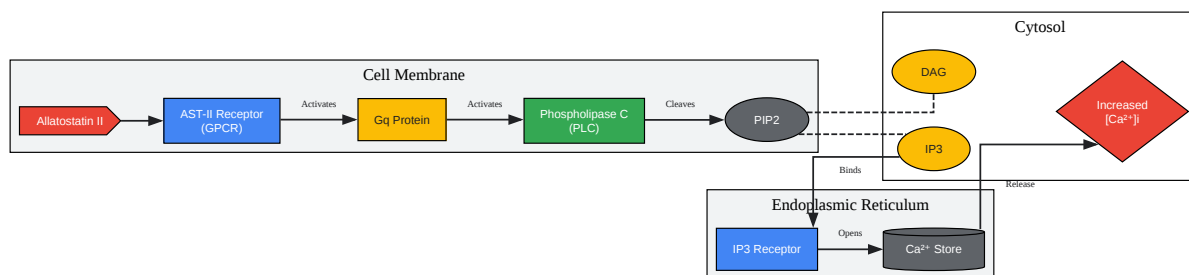 Cytosol
Cell Membrane
DAG
Allatostatin II
AST-II Receptor
(GPCR)
Activates
Gq Protein
Activates
Phospholipase C
(PLC)
Cleaves
PIP2
Increased
[Ca²⁺]i
IP3
Binds
Release
Endoplasmic Reticulum
IP3 Receptor
Opens
Ca²⁺ Store